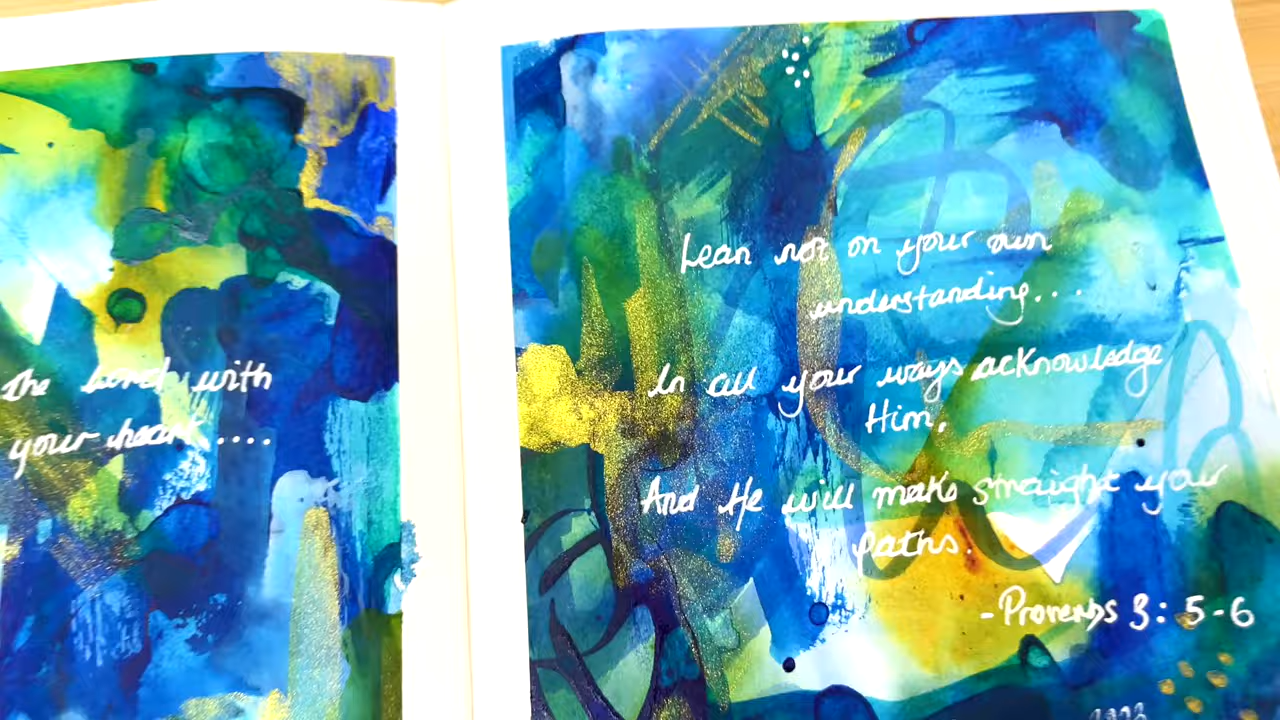 The Lord with
your heart ....
Lean not on your own
understanding...
In all your ways acknowledge
Him,
And He will make straight your
paths.
-Proverbs 3:5-6